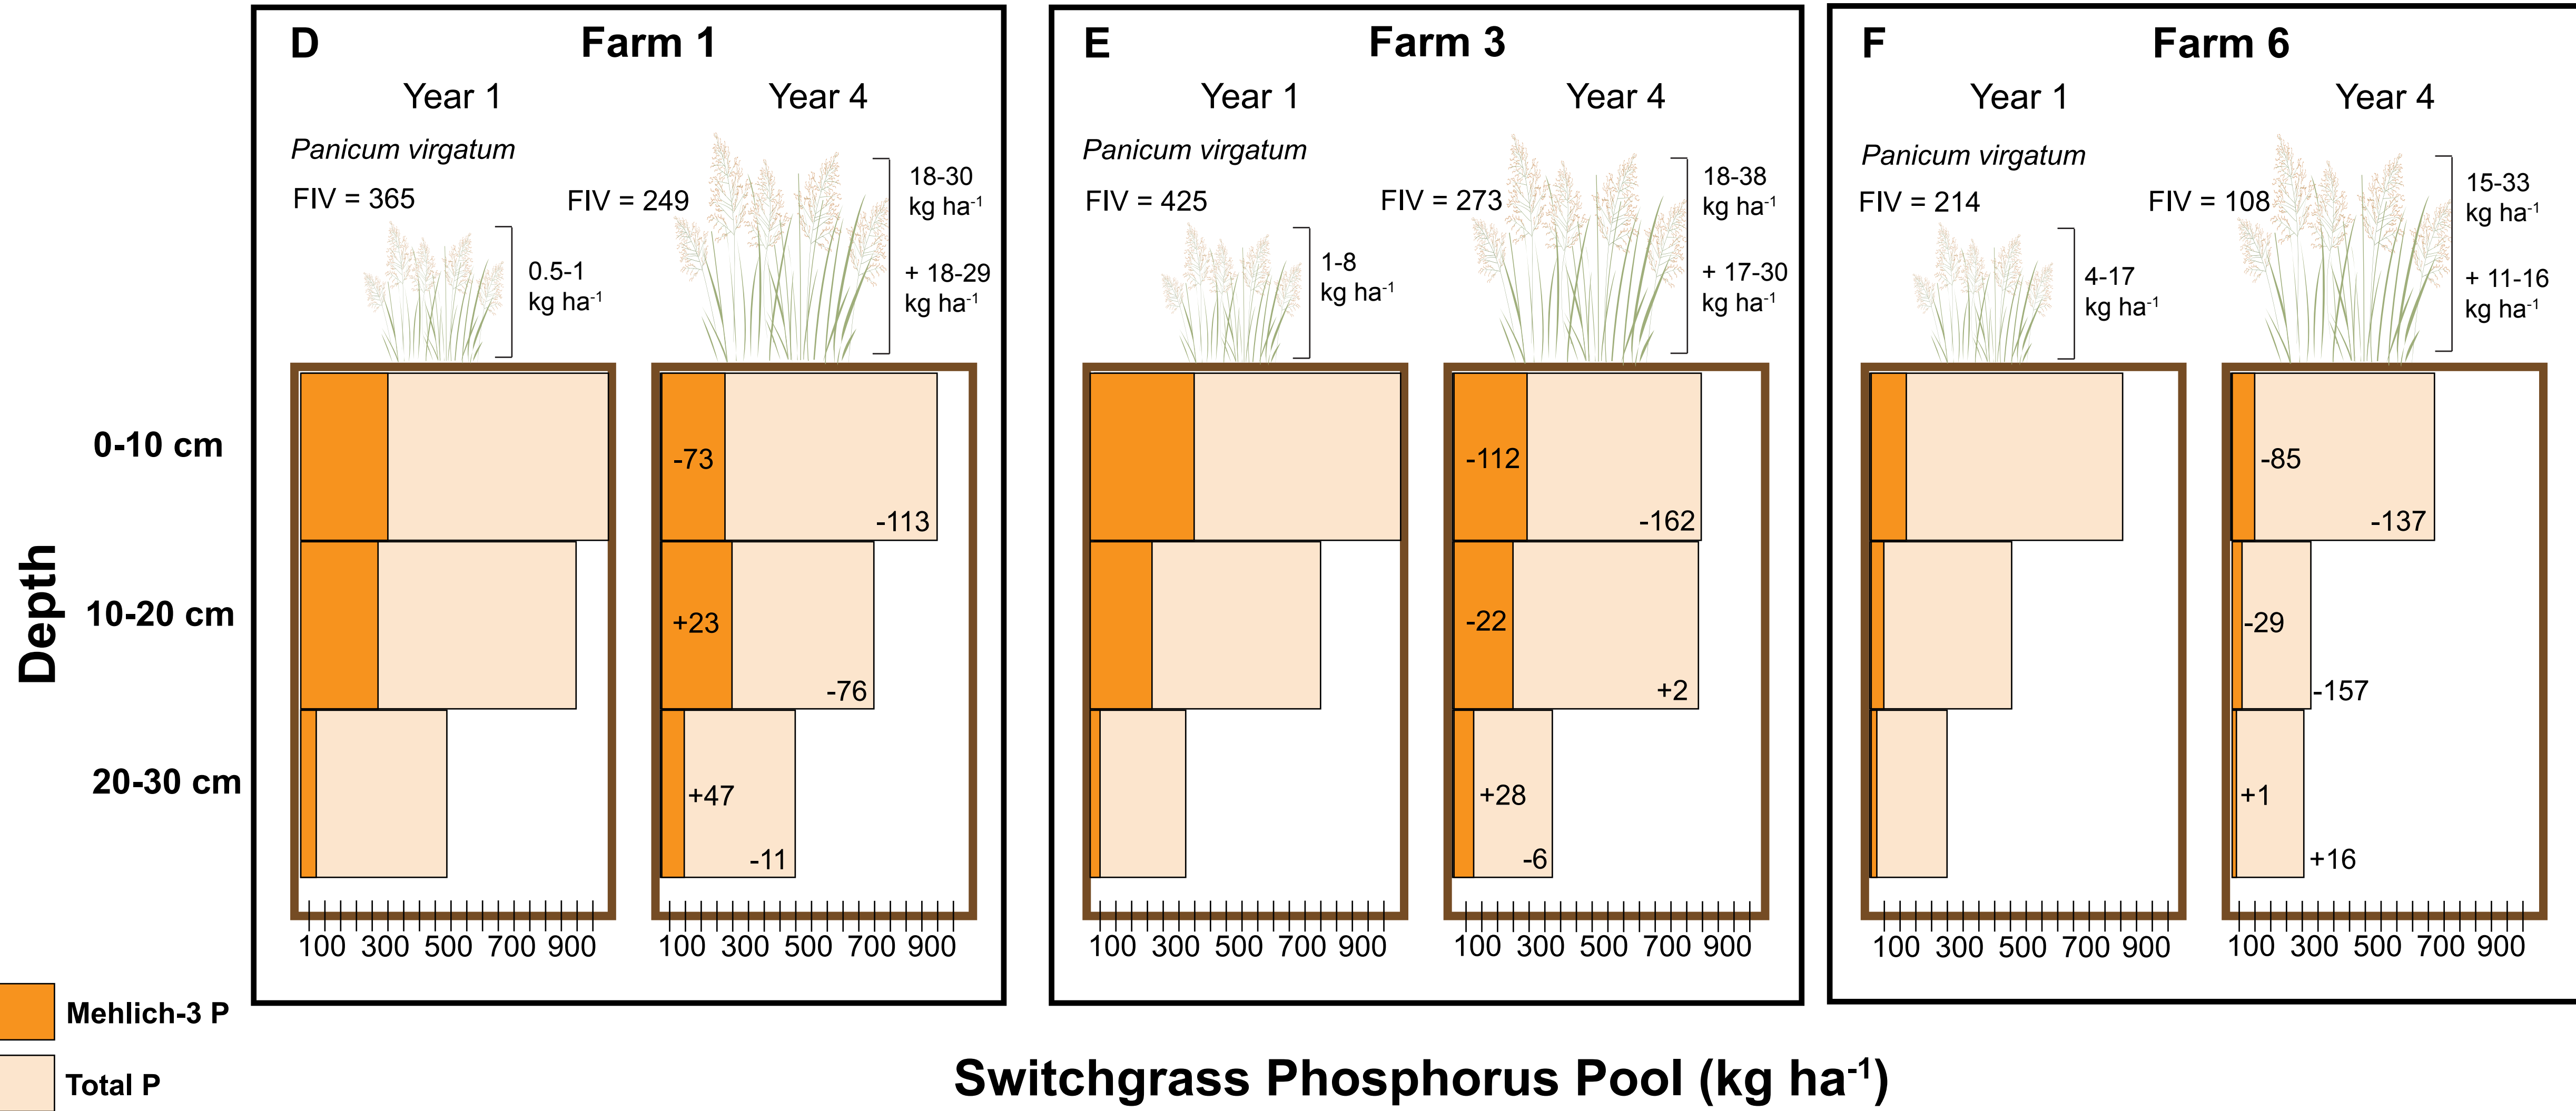 D Farm 1
Year 1 Year 4
Panicum virgatum
FIV = 365
FIV = 249
0.5-1
kg ha-1
18-30
kg ha-1
+ 18-29
kg ha-1
-73
-113
+23
-76
+47
-11
100 300 500 700 900
100 300 500 700 900
E Farm 3
Year 1 Year 4
Panicum virgatum
FIV = 425
FIV = 273
1-8
kg ha-1
18-38
kg ha-1
+ 17-30
kg ha-1
-112
-162
-22
+2
+28
-6
100 300 500 700 900
100 300 500 700 900
F Farm 6
Year 1 Year 4
Panicum virgatum
FIV = 214
FIV = 108
4-17
kg ha-1
15-33
kg ha-1
+ 11-16
kg ha-1
-85
-137
-29
-157
+1
+16
100 300 500 700 900
100 300 500 700 900
Depth
0-10 cm
10-20 cm
20-30 cm
Mehlich-3 P
Total P
Switchgrass Phosphorus Pool (kg ha-1)